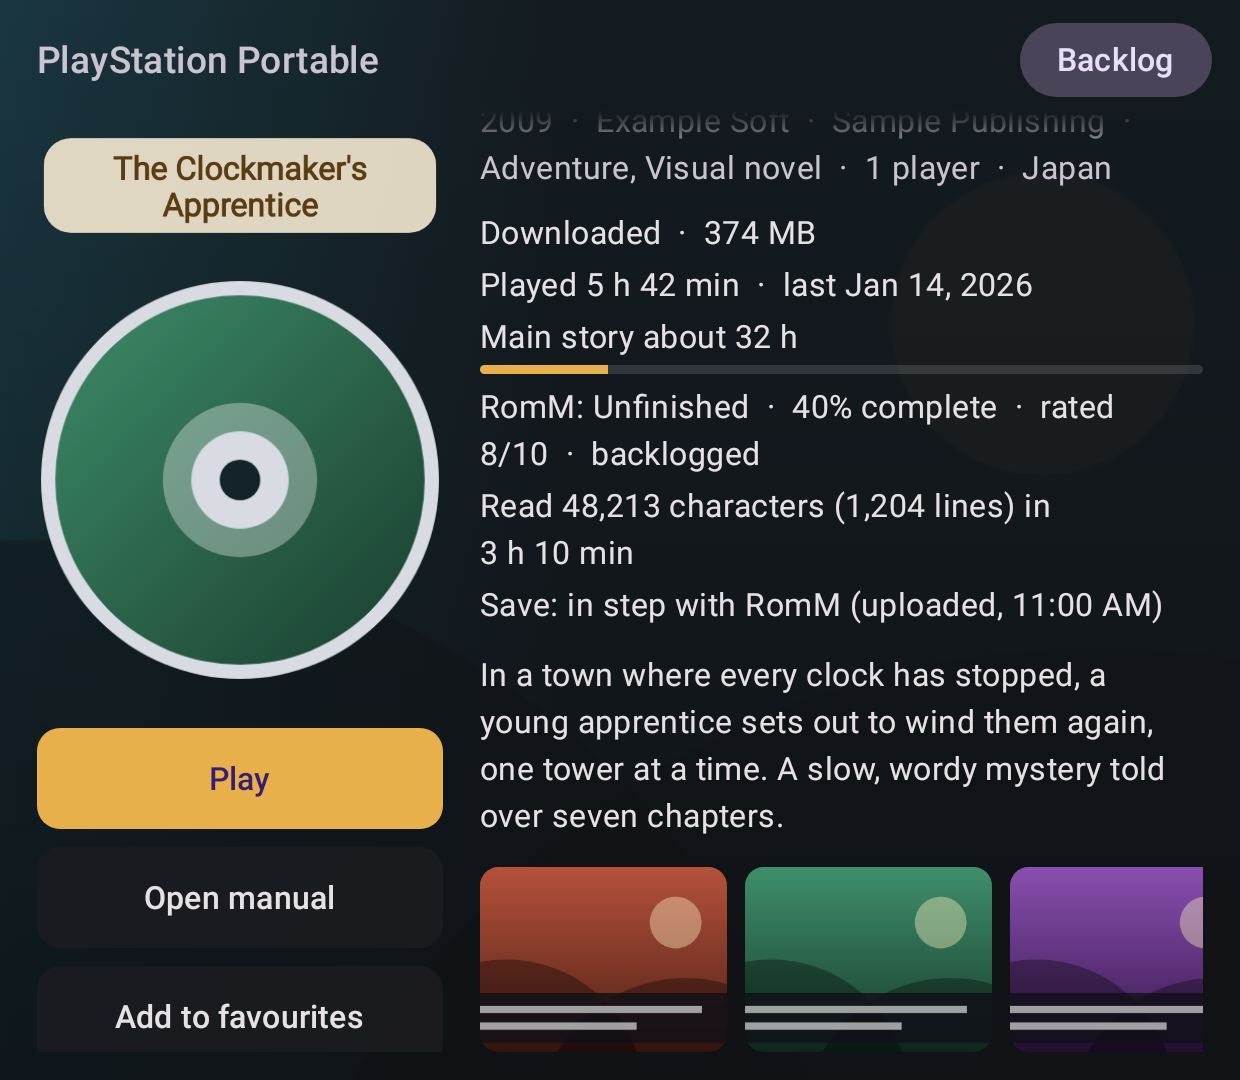 PlayStation Portable
Backlog
The Clockmaker's
Apprentice
Play
Open manual
Add to favourites
2009 · Example Soft · Sample Publishing ·
Adventure, Visual novel · 1 player · Japan
Downloaded · 374 MB
Played 5 h 42 min · last Jan 14, 2026
Main story about 32 h
RomM: Unfinished · 40% complete · rated
8/10 · backlogged
Read 48,213 characters (1,204 lines) in
3 h 10 min
Save: in step with RomM (uploaded, 11:00 AM)
In a town where every clock has stopped, a
young apprentice sets out to wind them again,
one tower at a time. A slow, wordy mystery told
over seven chapters.